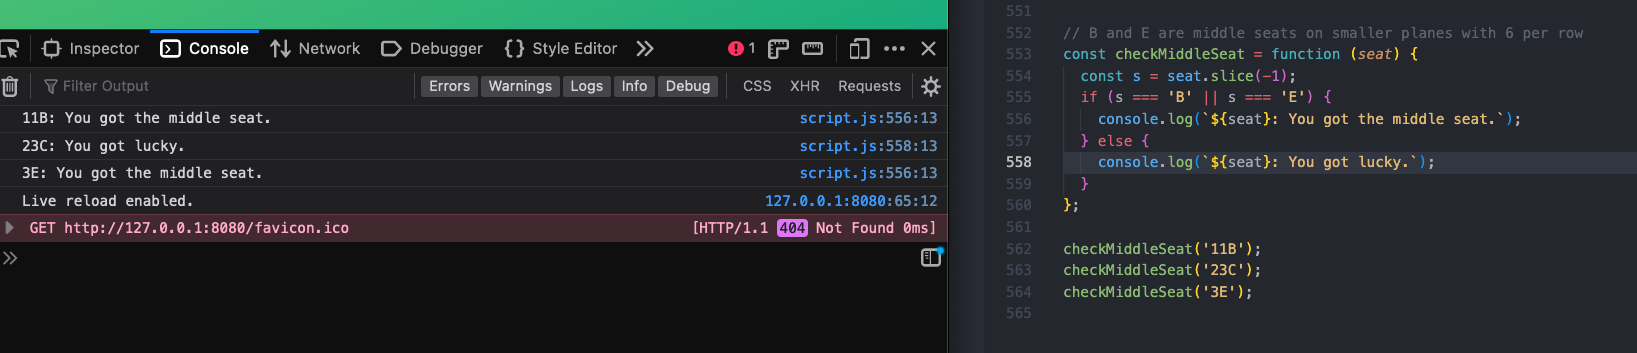 Inspector Console Network Debugger Style Editor 1
Filter Output Errors Warnings Logs Info Debug CSS XHR Requests
11B: You got the middle seat. script.js:556:13
23C: You got lucky. script.js:558:13
3E: You got the middle seat. script.js:556:13
Live reload enabled. 127.0.0.1:8080:65:12
GET http://127.0.0.1:8080/favicon.ico [HTTP/1.1 404 Not Found 0ms]
551
552 // B and E are middle seats on smaller planes with 6 per row
553 const checkMiddleSeat = function (seat) {
554 const s = seat.slice(-1);
555 if (s === 'B' || s === 'E') {
556 console.log(`${seat}: You got the middle seat.`);
557 } else {
558 console.log(`${seat}: You got lucky.`);
559 }
560 };
561
562 checkMiddleSeat('11B');
563 checkMiddleSeat('23C');
564 checkMiddleSeat('3E');
565